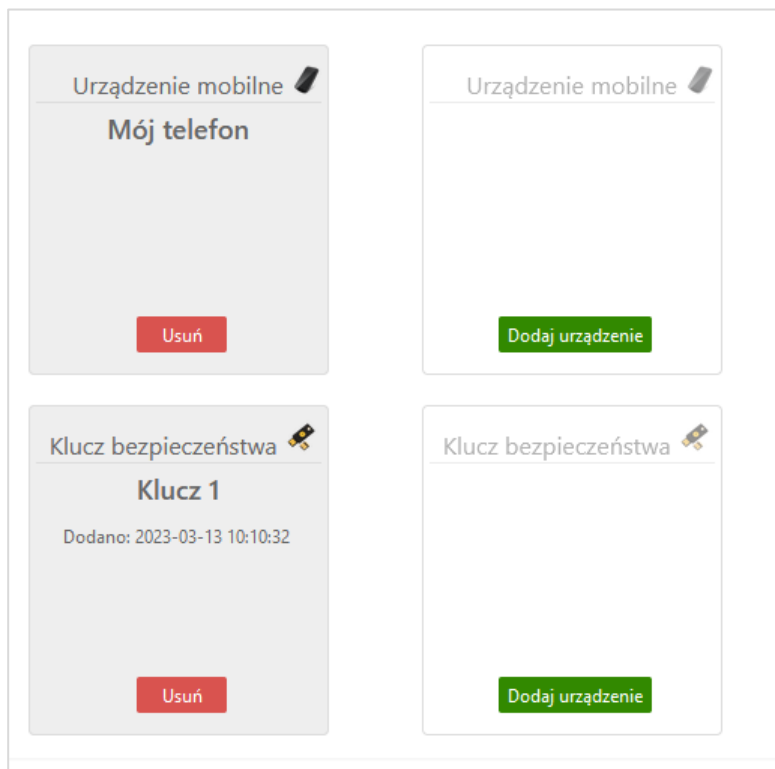 Urządzenie mobilne
Mój telefon
Usuń
Urządzenie mobilne
Dodaj urządzenie
Klucz bezpieczeństwa
Klucz 1
Dodano: 2023-03-13 10:10:32
Usuń
Klucz bezpieczeństwa
Dodaj urządzenie